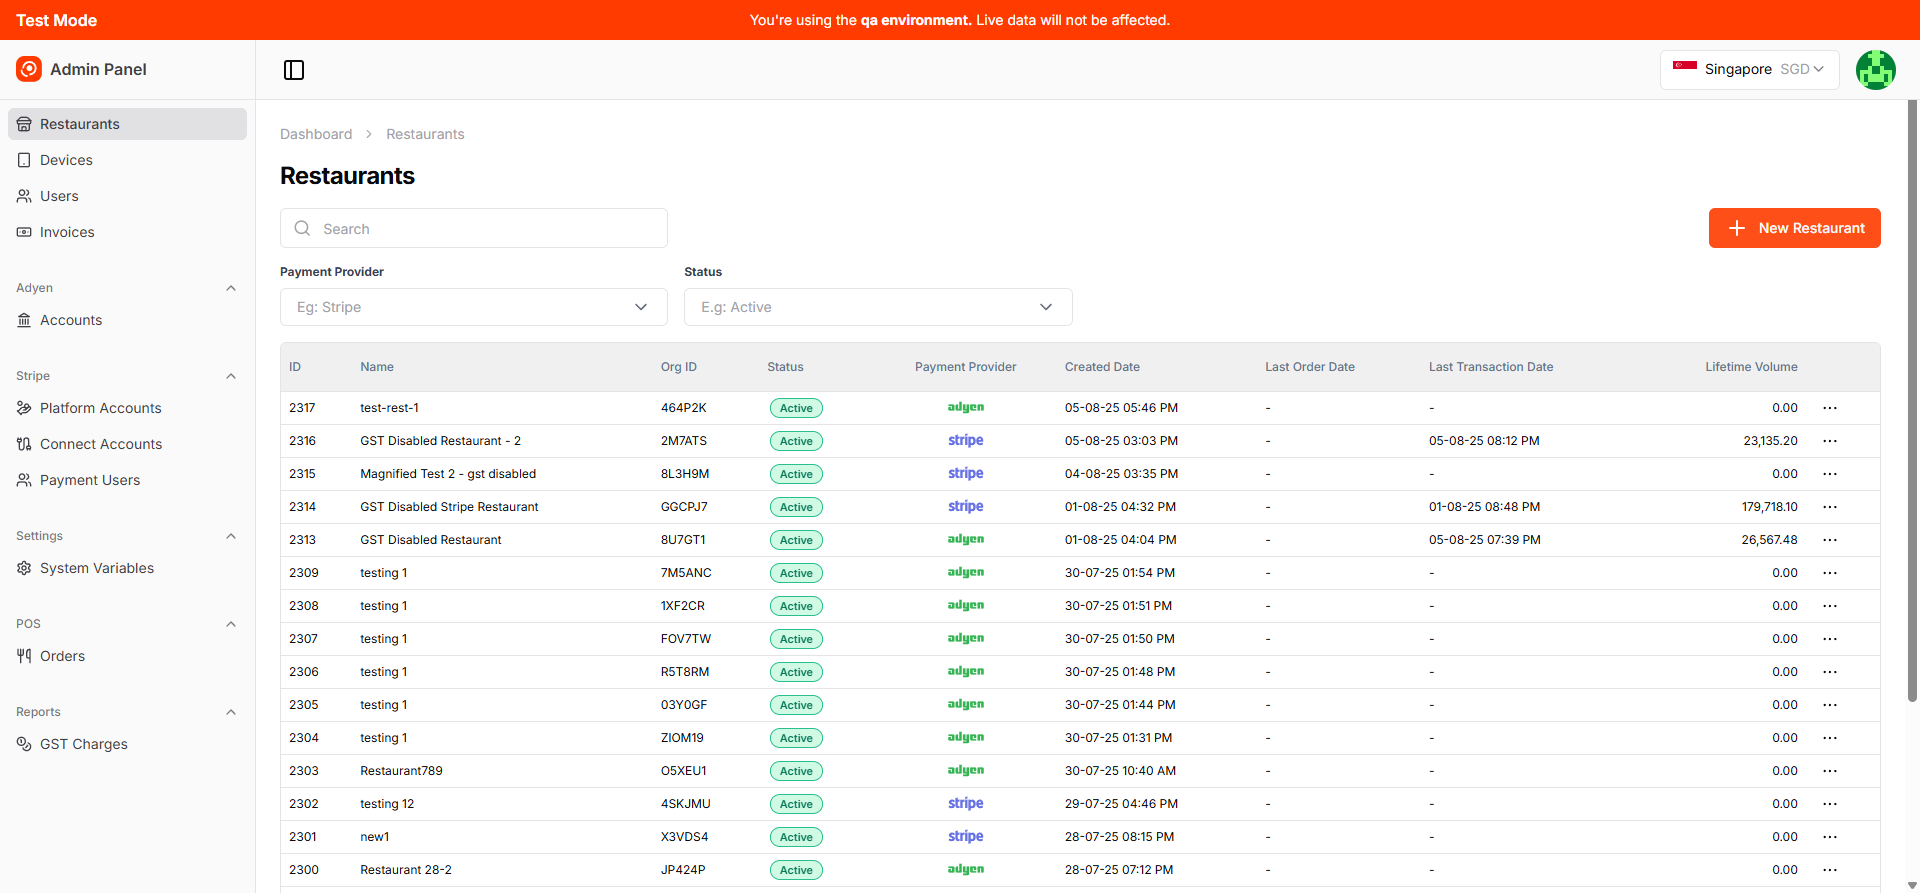 Test Mode
You're using the qa environment. Live data will not be affected.
Admin Panel
Singapore SGD
Restaurants
Devices
Users
Invoices
Adyen
Accounts
Stripe
Platform Accounts
Connect Accounts
Payment Users
Settings
System Variables
POS
Orders
Reports
GST Charges
Dashboard > Restaurants
Restaurants
Search
New Restaurant
Payment Provider Status
Eg: Stripe E.g: Active
ID Name Org ID Status Payment Provider Created Date Last Order Date Last Transaction Date Lifetime Volume
2317 test-rest-1 464P2K Active adyen 05-08-25 05:46 PM - - 0.00 ...
2316 GST Disabled Restaurant - 2 2M7ATS Active stripe 05-08-25 03:03 PM - 05-08-25 08:12 PM 23,135.20 ...
2315 Magnified Test 2 - gst disabled 8L3H9M Active stripe 04-08-25 03:35 PM - - 0.00 ...
2314 GST Disabled Stripe Restaurant GGCPJ7 Active stripe 01-08-25 04:32 PM - 01-08-25 08:48 PM 179,718.10 ...
2313 GST Disabled Restaurant 8U7GT1 Active adyen 01-08-25 04:04 PM - 05-08-25 07:39 PM 26,567.48 ...
2309 testing 1 7M5ANC Active adyen 30-07-25 01:54 PM - - 0.00 ...
2308 testing 1 1XF2CR Active adyen 30-07-25 01:51 PM - - 0.00 ...
2307 testing 1 FOV7TW Active adyen 30-07-25 01:50 PM - - 0.00 ...
2306 testing 1 R5T8RM Active adyen 30-07-25 01:48 PM - - 0.00 ...
2305 testing 1 03Y0GF Active adyen 30-07-25 01:44 PM - - 0.00 ...
2304 testing 1 ZIOM19 Active adyen 30-07-25 01:31 PM - - 0.00 ...
2303 Restaurant789 O5XEU1 Active adyen 30-07-25 10:40 AM - - 0.00 ...
2302 testing 12 4SKJMU Active stripe 29-07-25 04:46 PM - - 0.00 ...
2301 new1 X3VDS4 Active stripe 28-07-25 08:15 PM - - 0.00 ...
2300 Restaurant 28-2 JP424P Active adyen 28-07-25 07:12 PM - - 0.00 ...